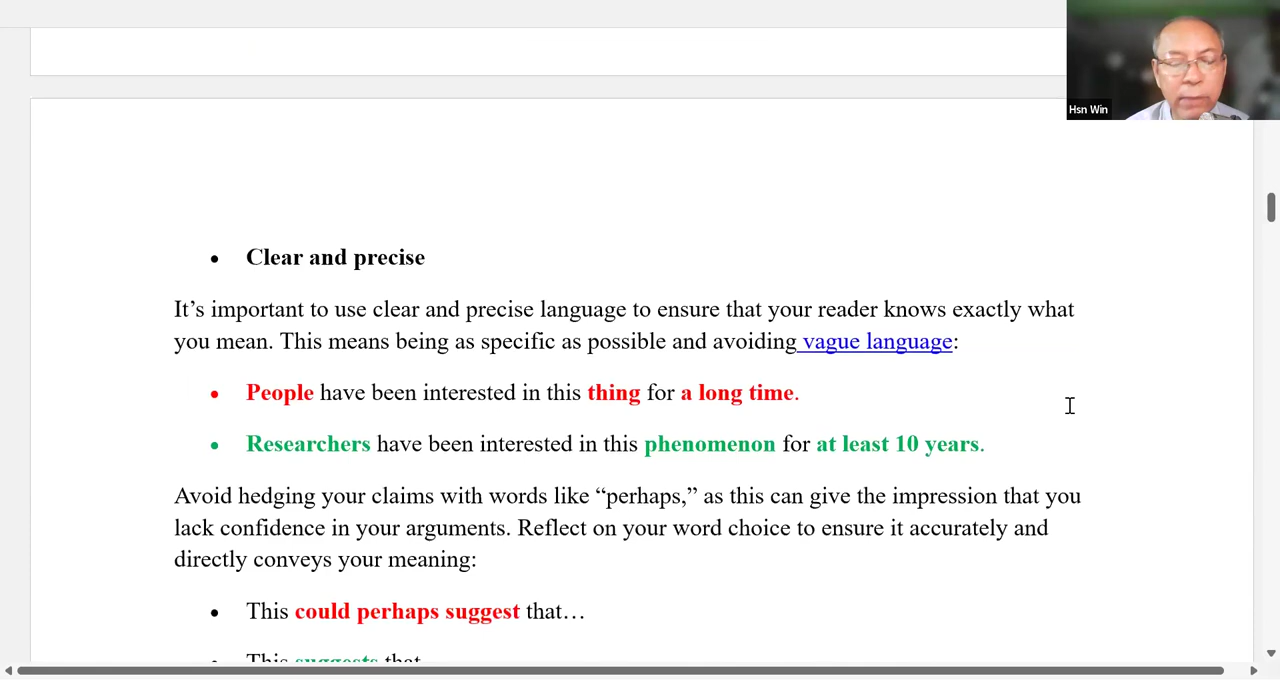 Hsn Win
• Clear and precise
It’s important to use clear and precise language to ensure that your reader knows exactly what
you mean. This means being as specific as possible and avoiding vague language:
• People have been interested in this thing for a long time.
• Researchers have been interested in this phenomenon for at least 10 years.
Avoid hedging your claims with words like “perhaps,” as this can give the impression that you
lack confidence in your arguments. Reflect on your word choice to ensure it accurately and
directly conveys your meaning:
• This could perhaps suggest that…
• This suggests that